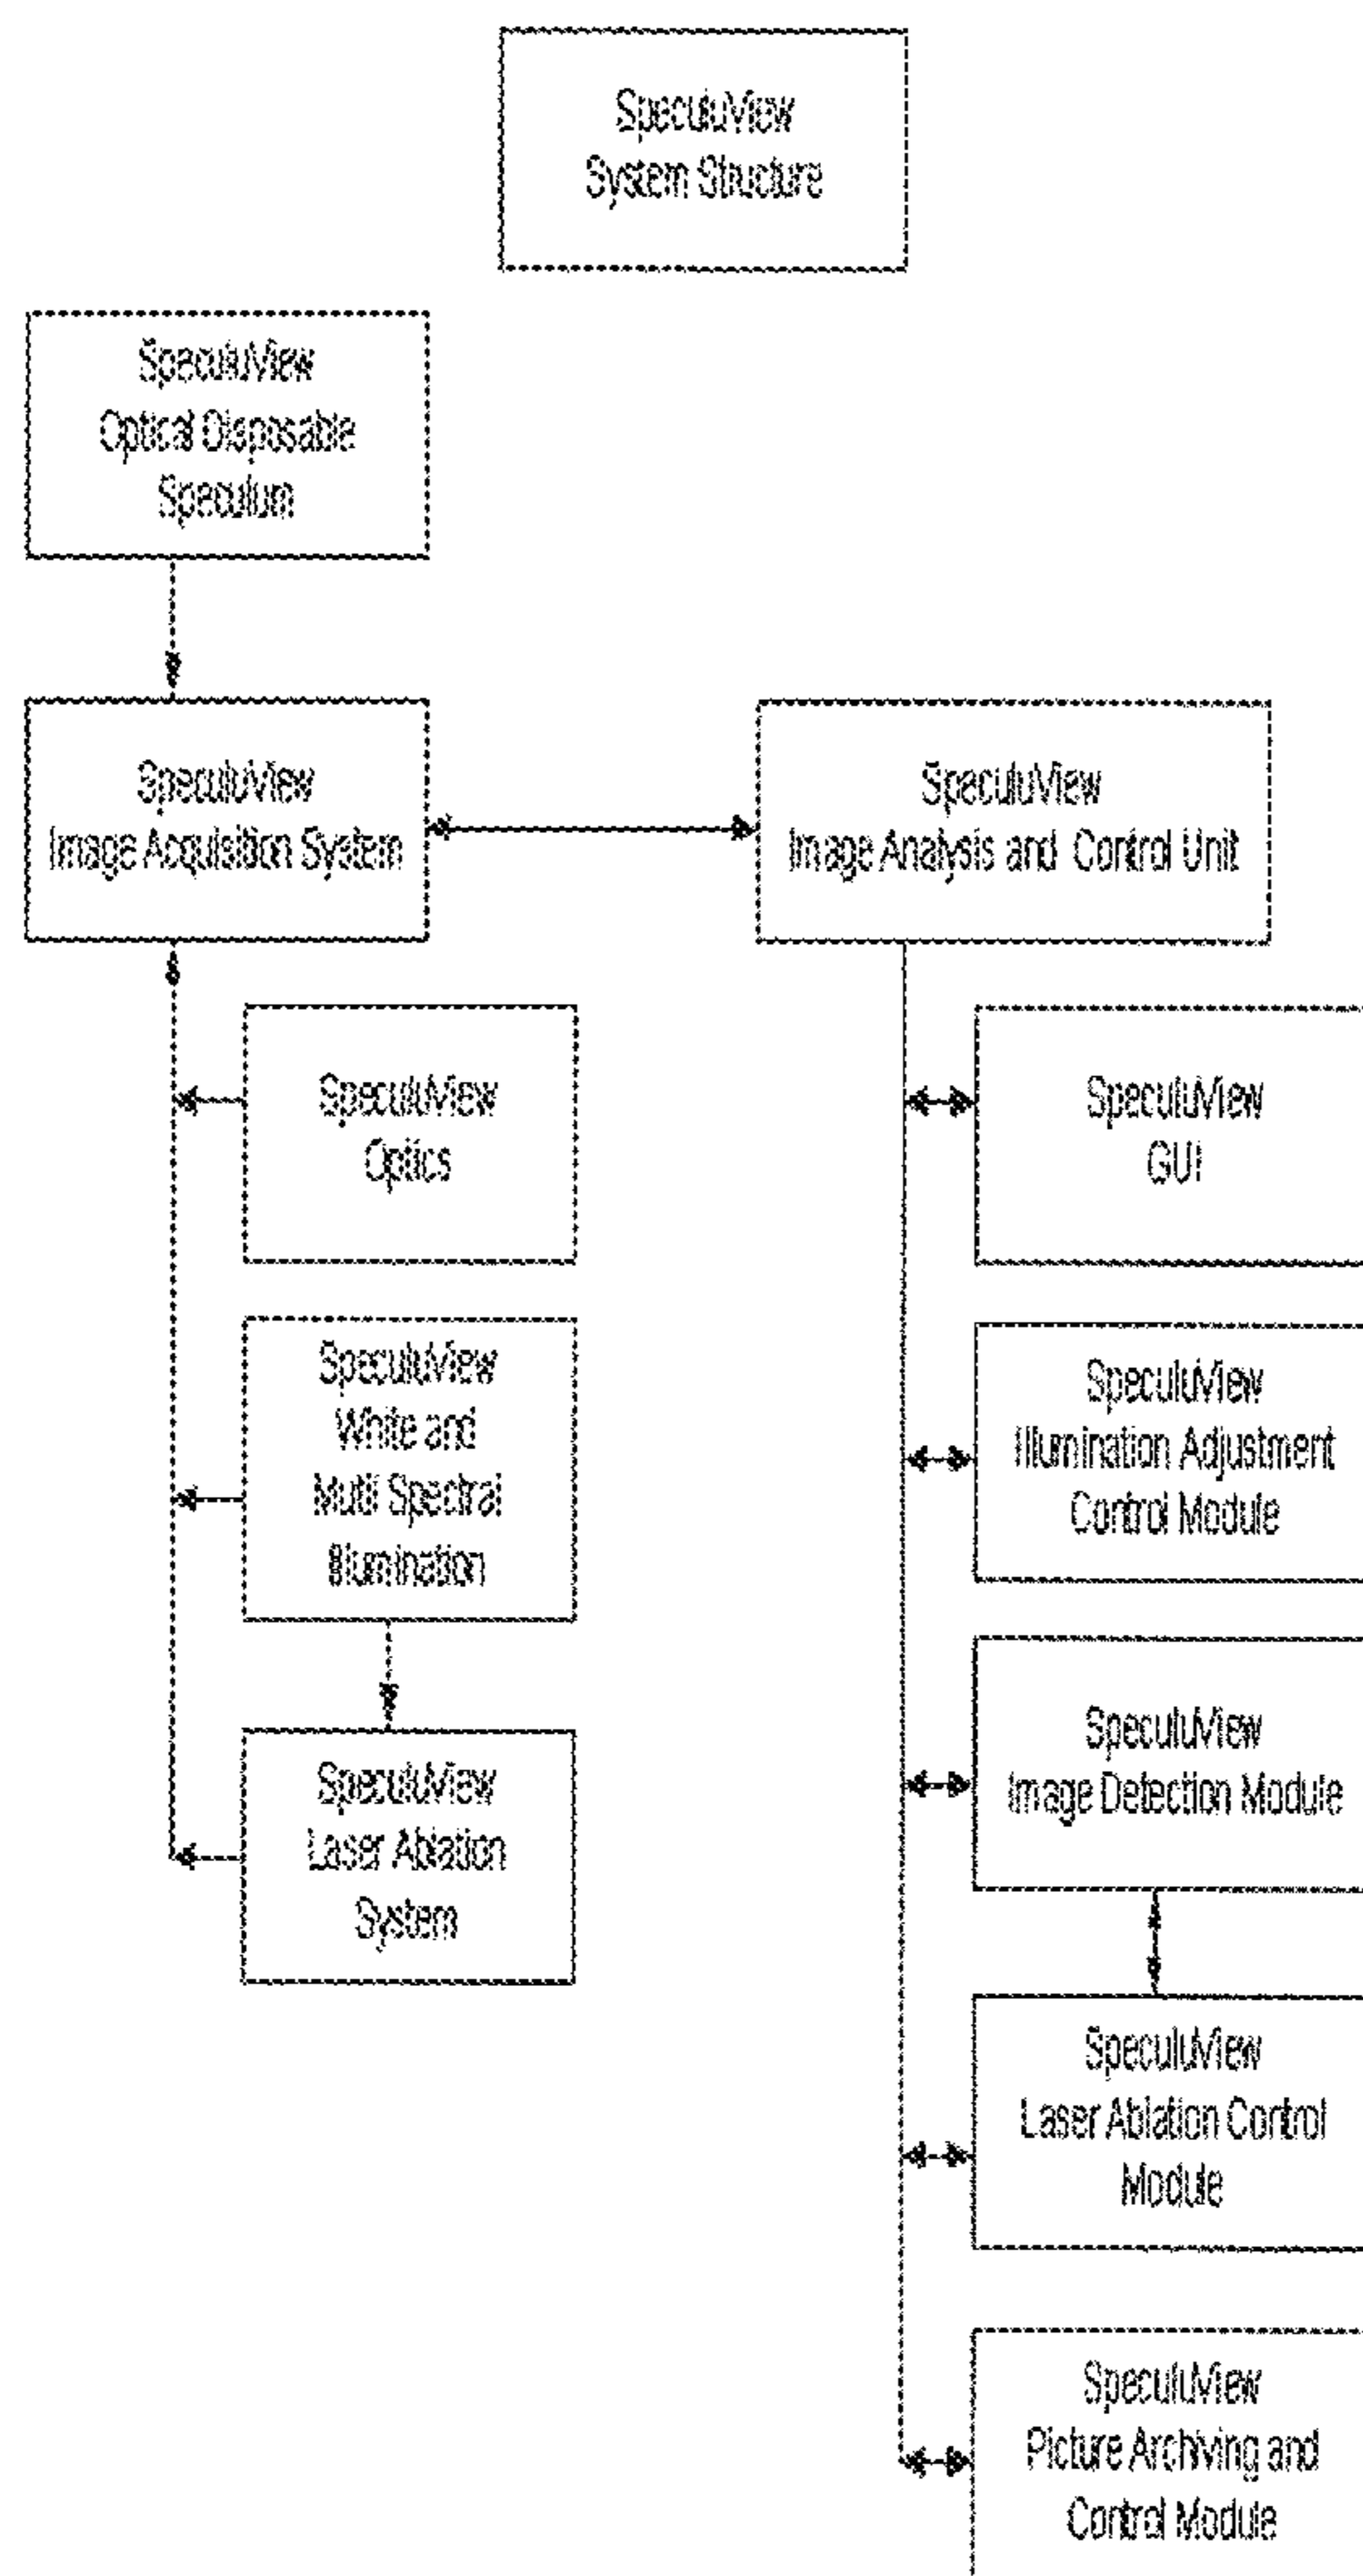 SpeculuView
System Structure
SpeculuView
Optical Disposable
Speculum
SpeculuView
Image Acquisition System
SpeculuView
Image Analysis and Control Unit
SpeculuView
Optics
SpeculuView
White and
Multi Spectral
Illumination
SpeculuView
Laser Ablation
System
SpeculuView
GUI
SpeculuView
Illumination Adjustment
Control Module
SpeculuView
Image Detection Module
SpeculuView
Laser Ablation Control
Module
SpeculuView
Picture Archiving and
Control Module